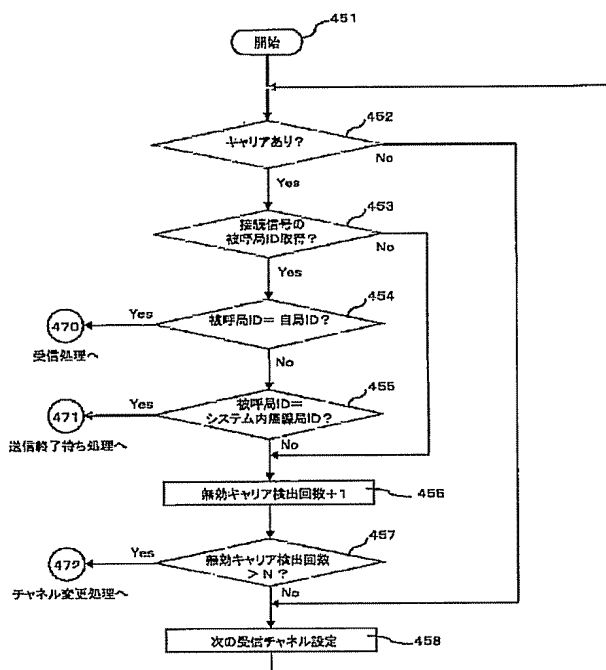 451
開始
452
キャリアあり?
No
Yes
453
接続信号の
被呼局ID取得?
No
Yes
454
被呼局ID= 自局ID?
Yes
470
受信処理へ
No
455
被呼局ID=
システム内無線局ID?
Yes
471
送信終了待ち処理へ
No
無効キャリア検出回数+1
456
457
無効キャリア検出回数
> N ?
Yes
472
チャネル変更処理へ
No
次の受信チャネル設定
458